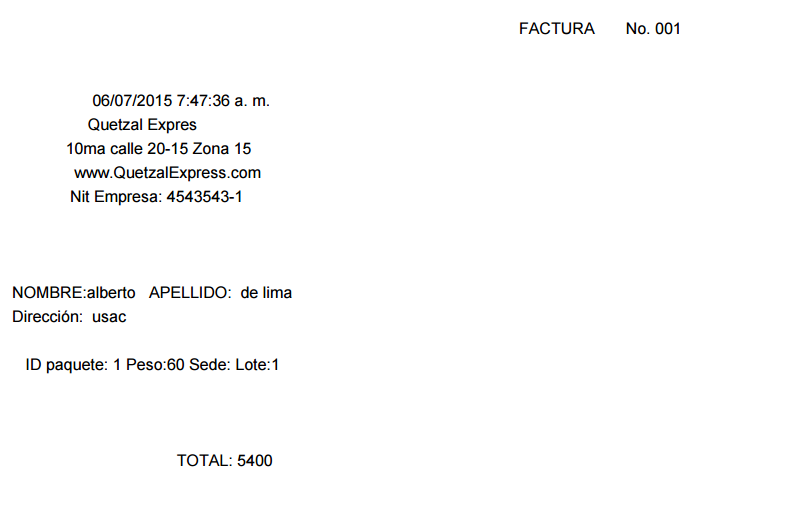 FACTURA No. 001
06/07/2015 7:47:36 a. m.
Quetzal Expres
10ma calle 20-15 Zona 15
www.QuetzalExpress.com
Nit Empresa: 4543543-1
NOMBRE:alberto APELLIDO: de lima
Dirección: usac
ID paquete: 1 Peso:60 Sede: Lote:1
TOTAL: 5400